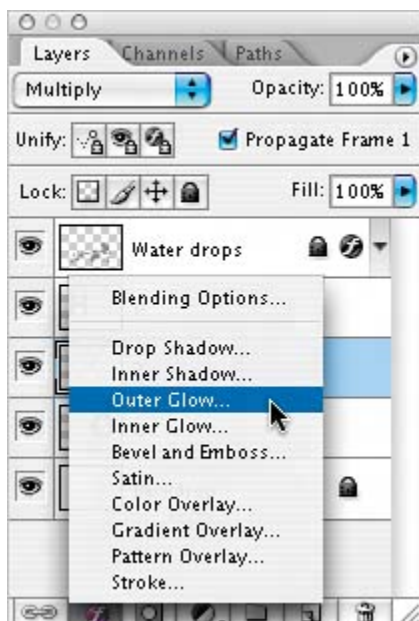 Layers Channels Paths
Multiply Opacity: 100%
Unify: Propagate Frame 1
Lock: Fill: 100%
Water drops
Blending Options...
Drop Shadow...
Inner Shadow...
Outer Glow...
Inner Glow...
Bevel and Emboss...
Satin...
Color Overlay...
Gradient Overlay...
Pattern Overlay...
Stroke...